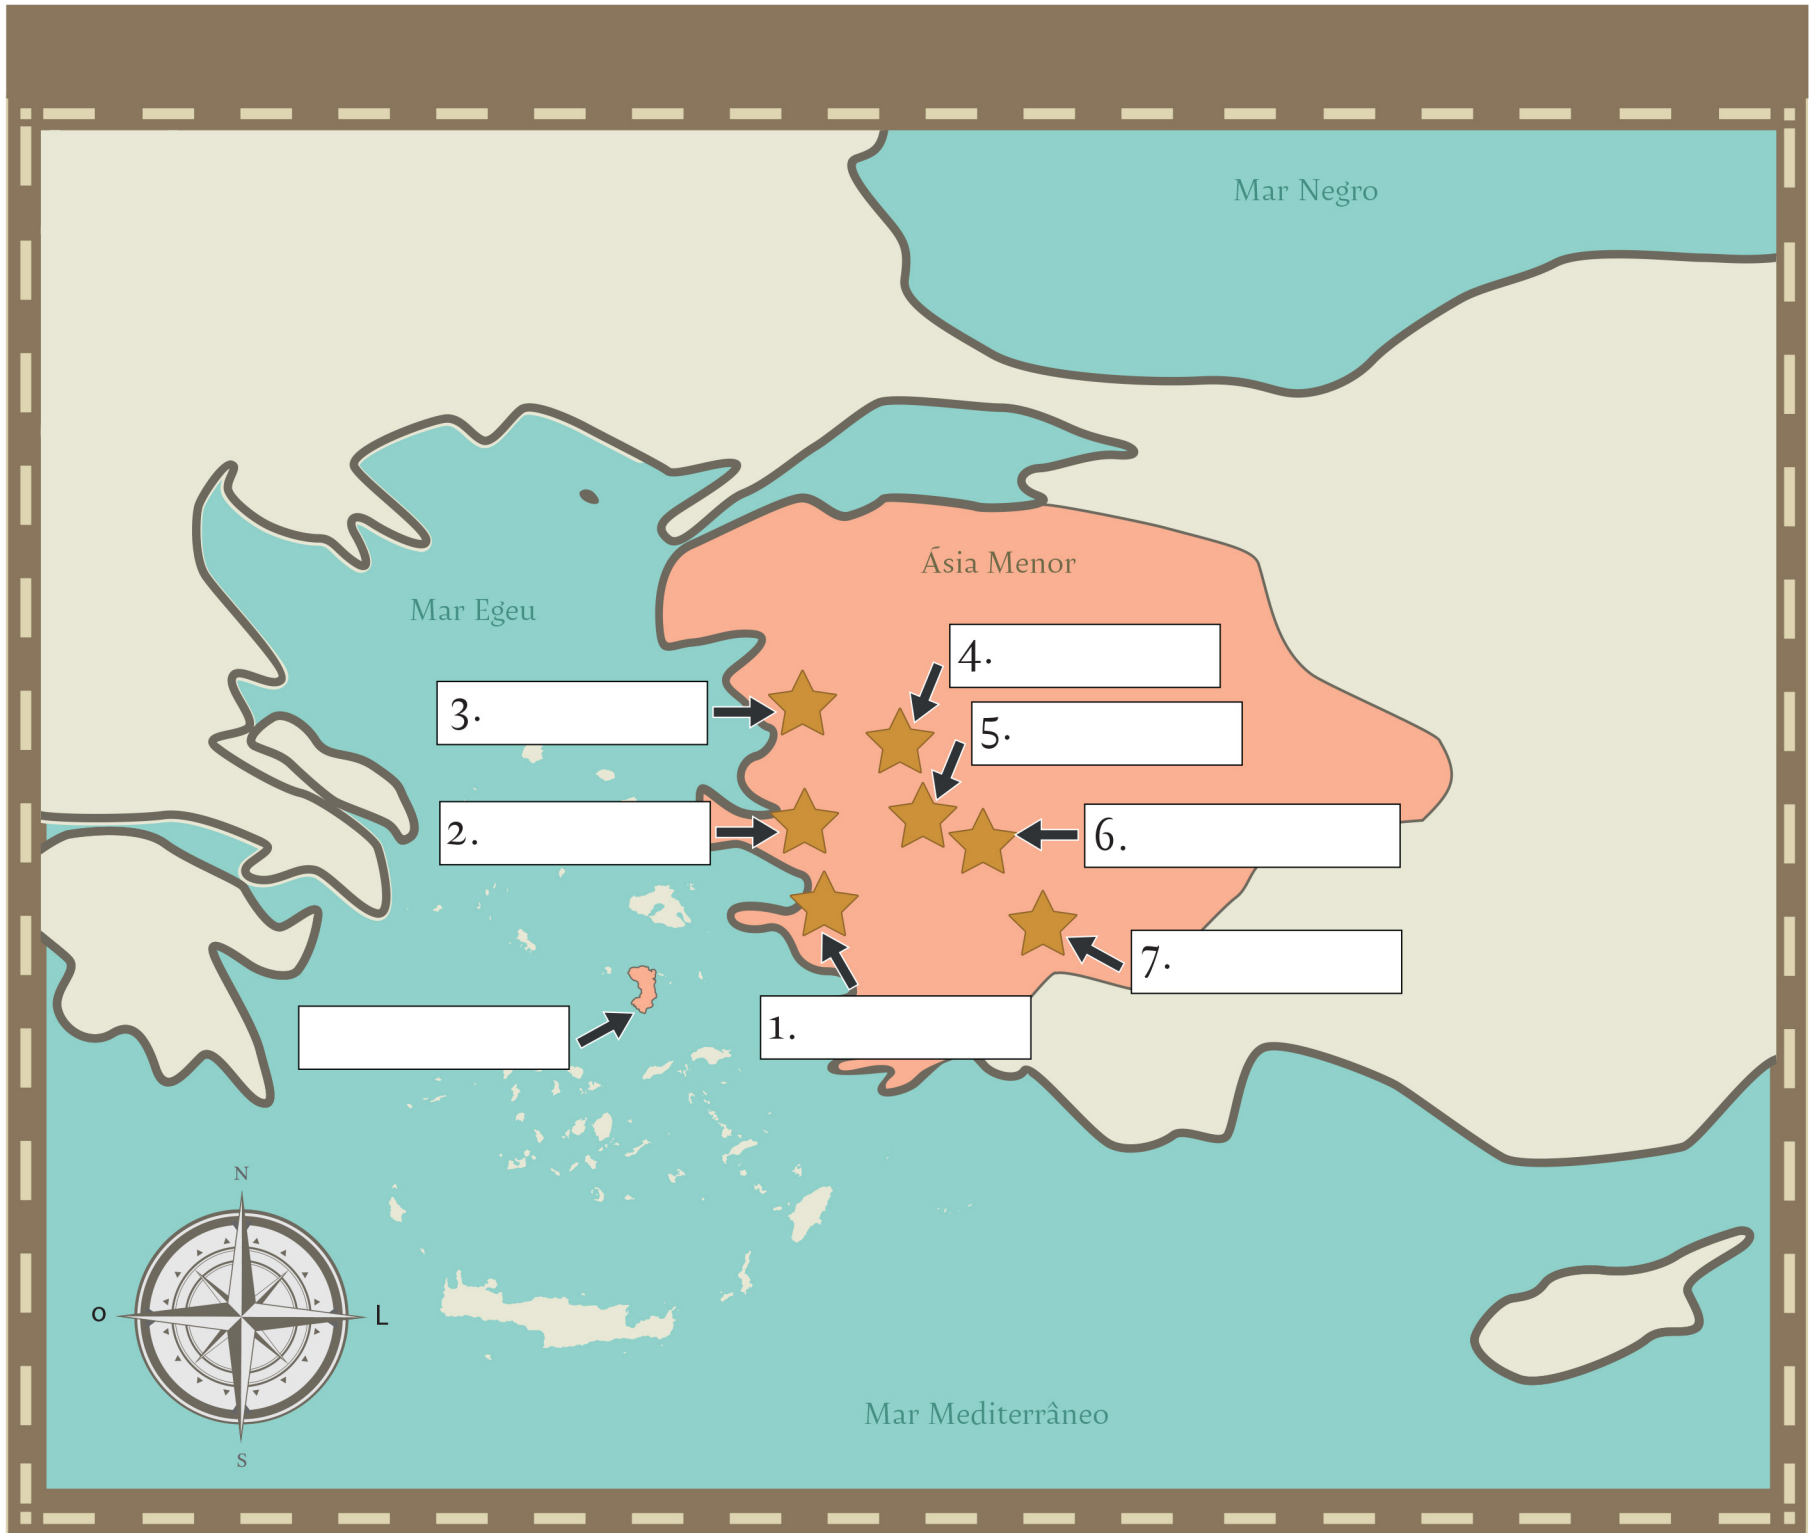 Mar Negro
Ásia Menor
Mar Egeu
4.
3.
5.
2.
6.
7.
1.
N
O
L
S
Mar Mediterrâneo